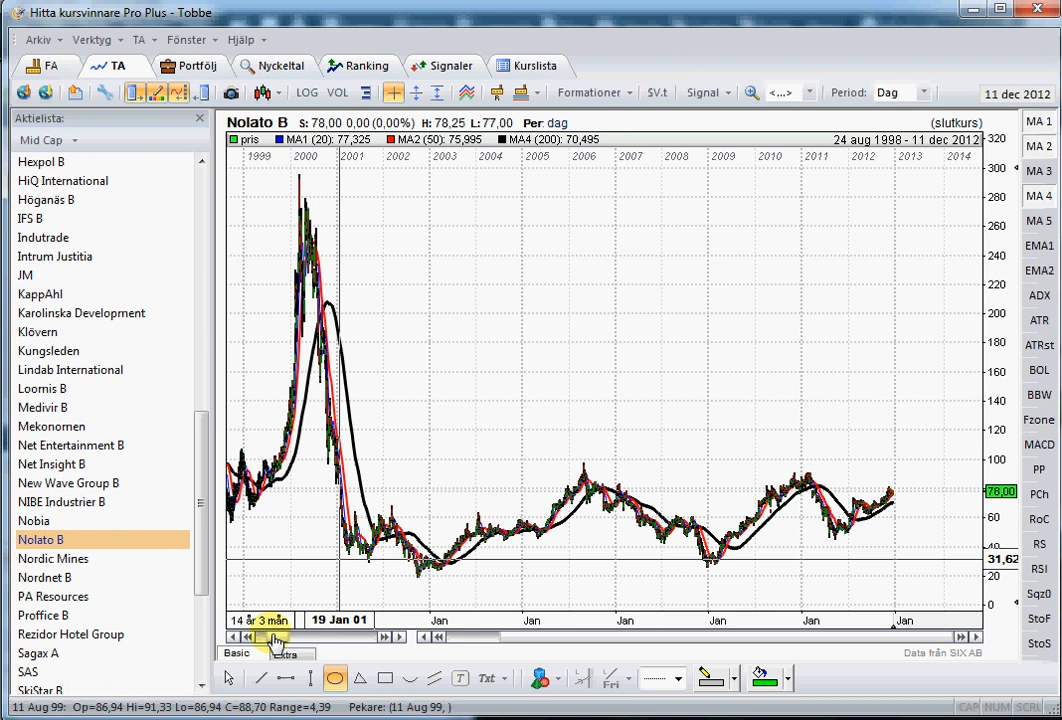 Hitta kursvinnare Pro Plus - Tobbe
Arkiv Verktyg TA Fönster Hjälp
FA TA Portfölj Nyckeltal Ranking Signaler Kurslista
LOG VOL Formationer SV.t Signal <...> Period: Dag 11 dec 2012
Aktielista:
Mid Cap
Hexpol B
HiQ International
Höganäs B
IFS B
Indutrade
Intrum Justitia
JM
KappAhl
Karolinska Development
Klövern
Kungsleden
Lindab International
Loomis B
Medivir B
Mekonomen
Net Entertainment B
Net Insight B
New Wave Group B
NIBE Industrier B
Nobia
Nolato B
Nordic Mines
Nordnet B
PA Resources
Proffice B
Rezidor Hotel Group
Sagax A
SAS
SkiStar B
Nolato B S: 78,00 0,00 (0,00%) H: 78,25 L: 77,00 Per: dag (slutkurs)
pris MA1 (20): 77,325 MA2 (50): 75,995 MA4 (200): 70,495 24 aug 1998 - 11 dec 2012
1999 2000 2001 2002 2003 2004 2005 2006 2007 2008 2009 2010 2011 2012 2013 2014
320
300
280
260
240
220
200
180
160
140
120
100
78,00
60
40
31,62
20
0
14 år 3 mån 19 Jan 01 Jan Jan Jan Jan Jan Jan
Basic Extra Data från SIX AB
MA 1
MA 2
MA 3
MA 4
MA 5
EMA1
EMA2
ADX
ATR
ATRst
BOL
BBW
Fzone
MACD
PP
PCh
RoC
RS
RSI
Sqz0
StoF
StoS
T Txt Fri
11 Aug 99: Op=86,94 Hi=91,33 Lo=86,94 C=88,70 Range=4,39 Pekare: (11 Aug 99, ) CAP NUM SCRL